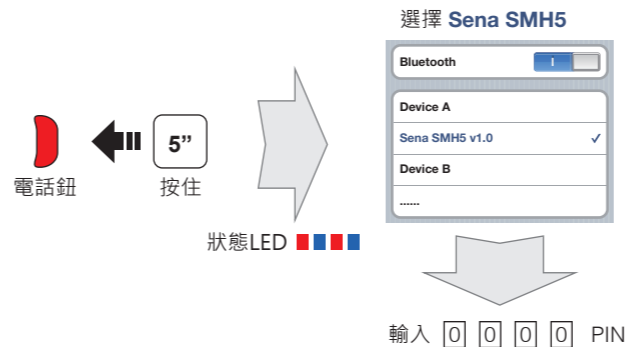 選擇 Sena SMH5
Bluetooth
I
Device A
Sena SMH5 v1.0 ✓
Device B
......
5”
電話鈕
按住
狀態LED
輸入 0 0 0 0 PIN